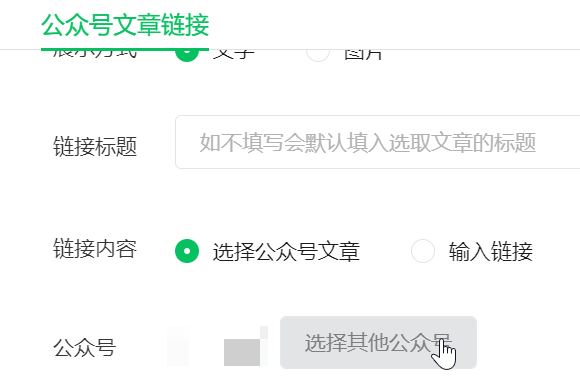 公众号文章链接
展示方式 文字 图片
链接标题 如不填写会默认填入选取文章的标题
链接内容 选择公众号文章 输入链接
公众号 选择其他公众号